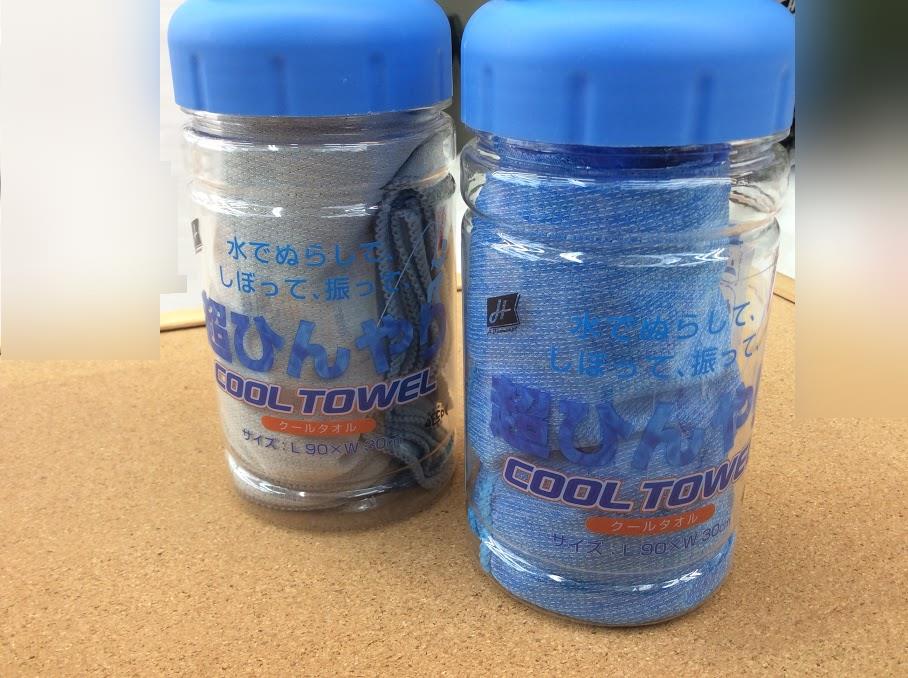 水でぬらして、
しぼって、振って
超ひんやり
COOL TOWEL
クールタオル
サイズ：L 90×W 30cm
H
水でぬらして、
しぼって、振って、
超ひんや
COOL TOWE
クールタオル
サイズ：L 90×W 30cm